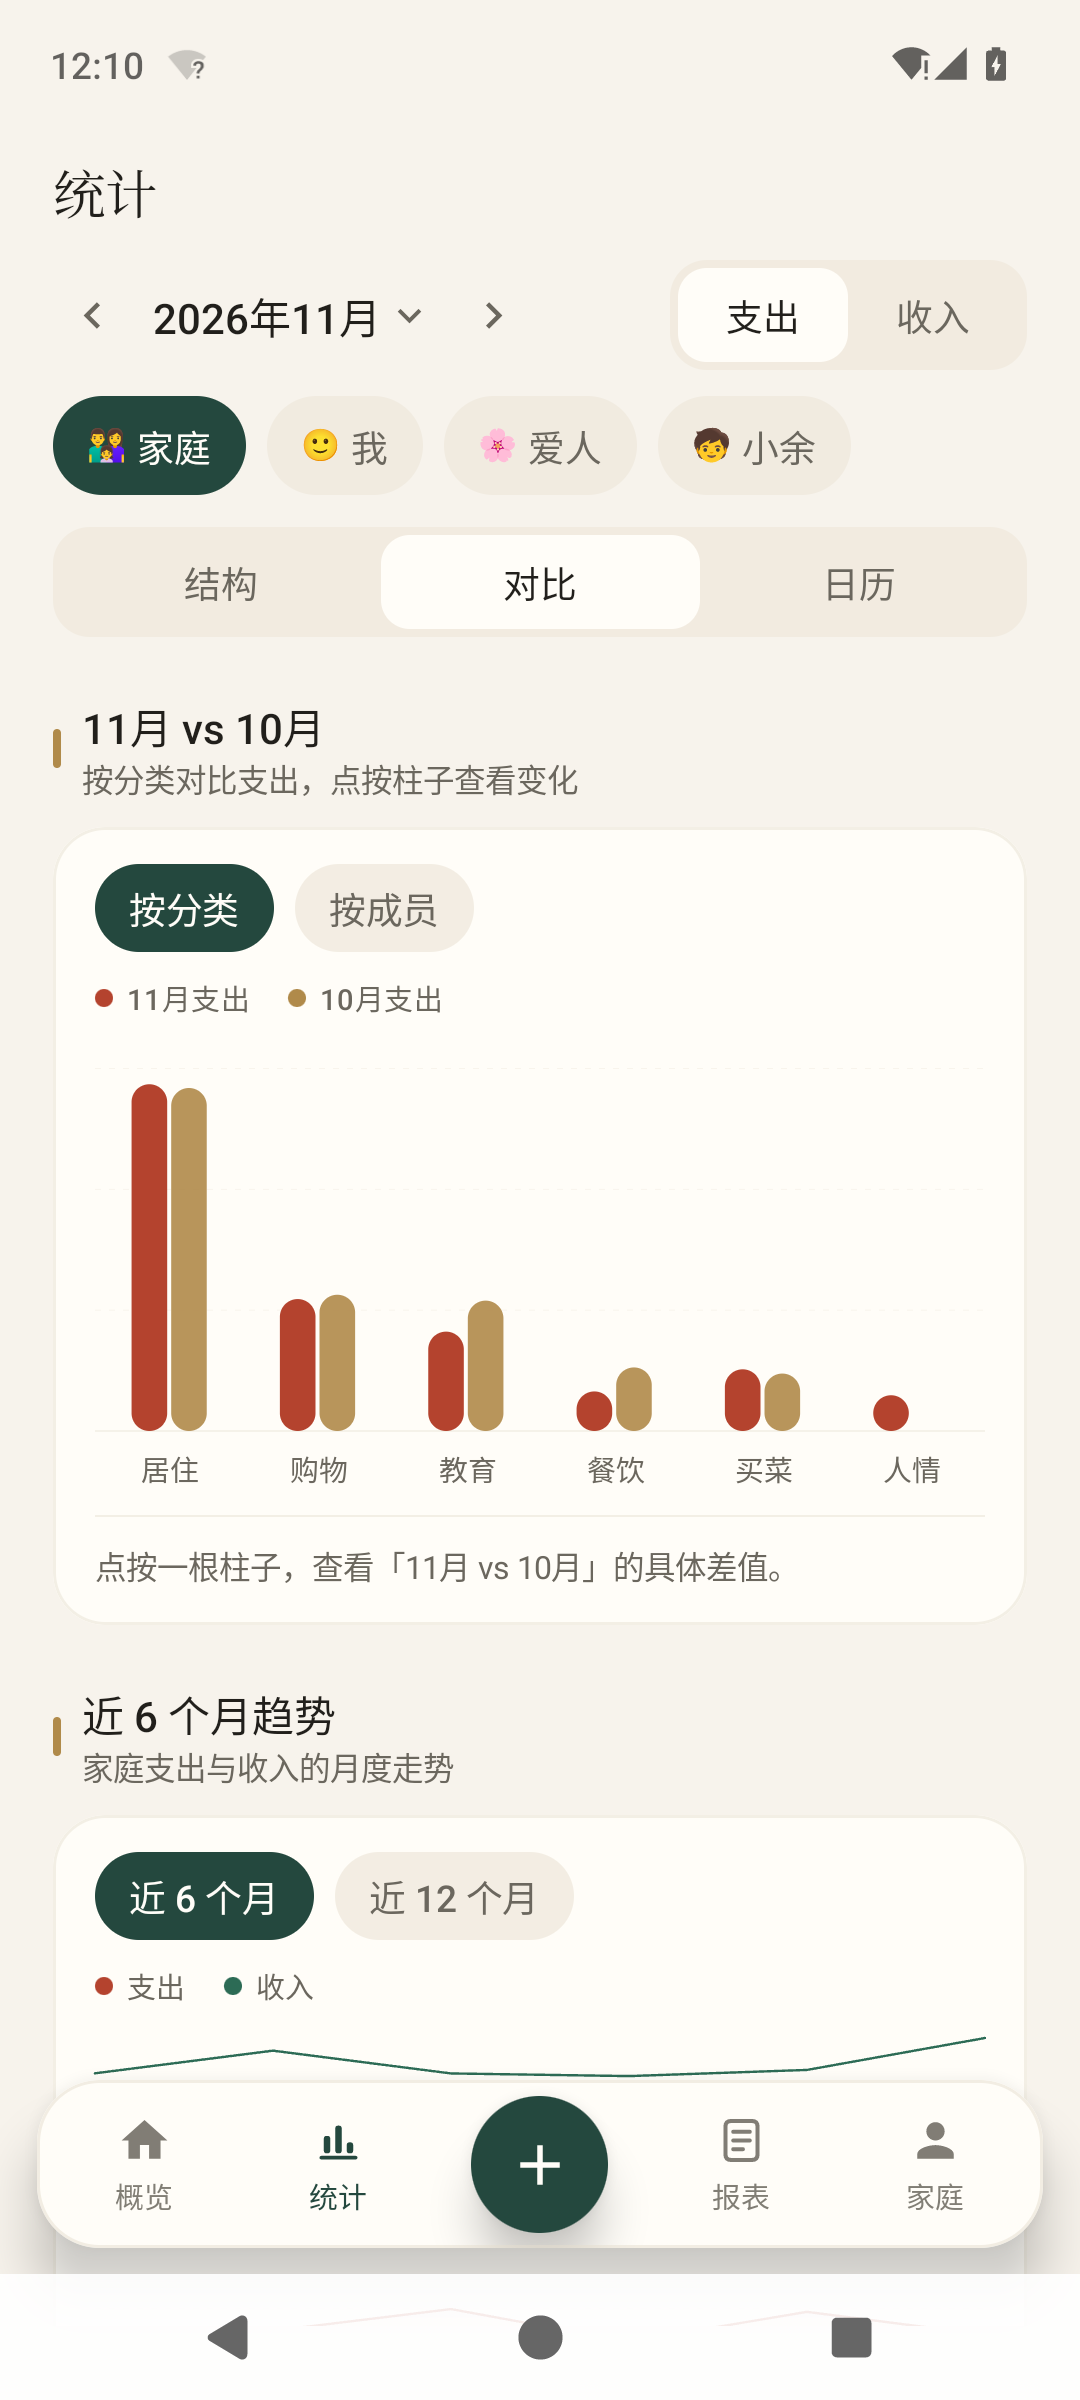 12:10
统计
2026年11月
支出 收入
家庭 我 爱人 小余
结构 对比 日历
11月 vs 10月
按分类对比支出，点按柱子查看变化
按分类 按成员
11月支出 10月支出
居住 购物 教育 餐饮 买菜 人情
点按一根柱子，查看「11月 vs 10月」的具体差值。
近 6 个月趋势
家庭支出与收入的月度走势
近 6 个月 近 12 个月
支出 收入
概览 统计 报表 家庭